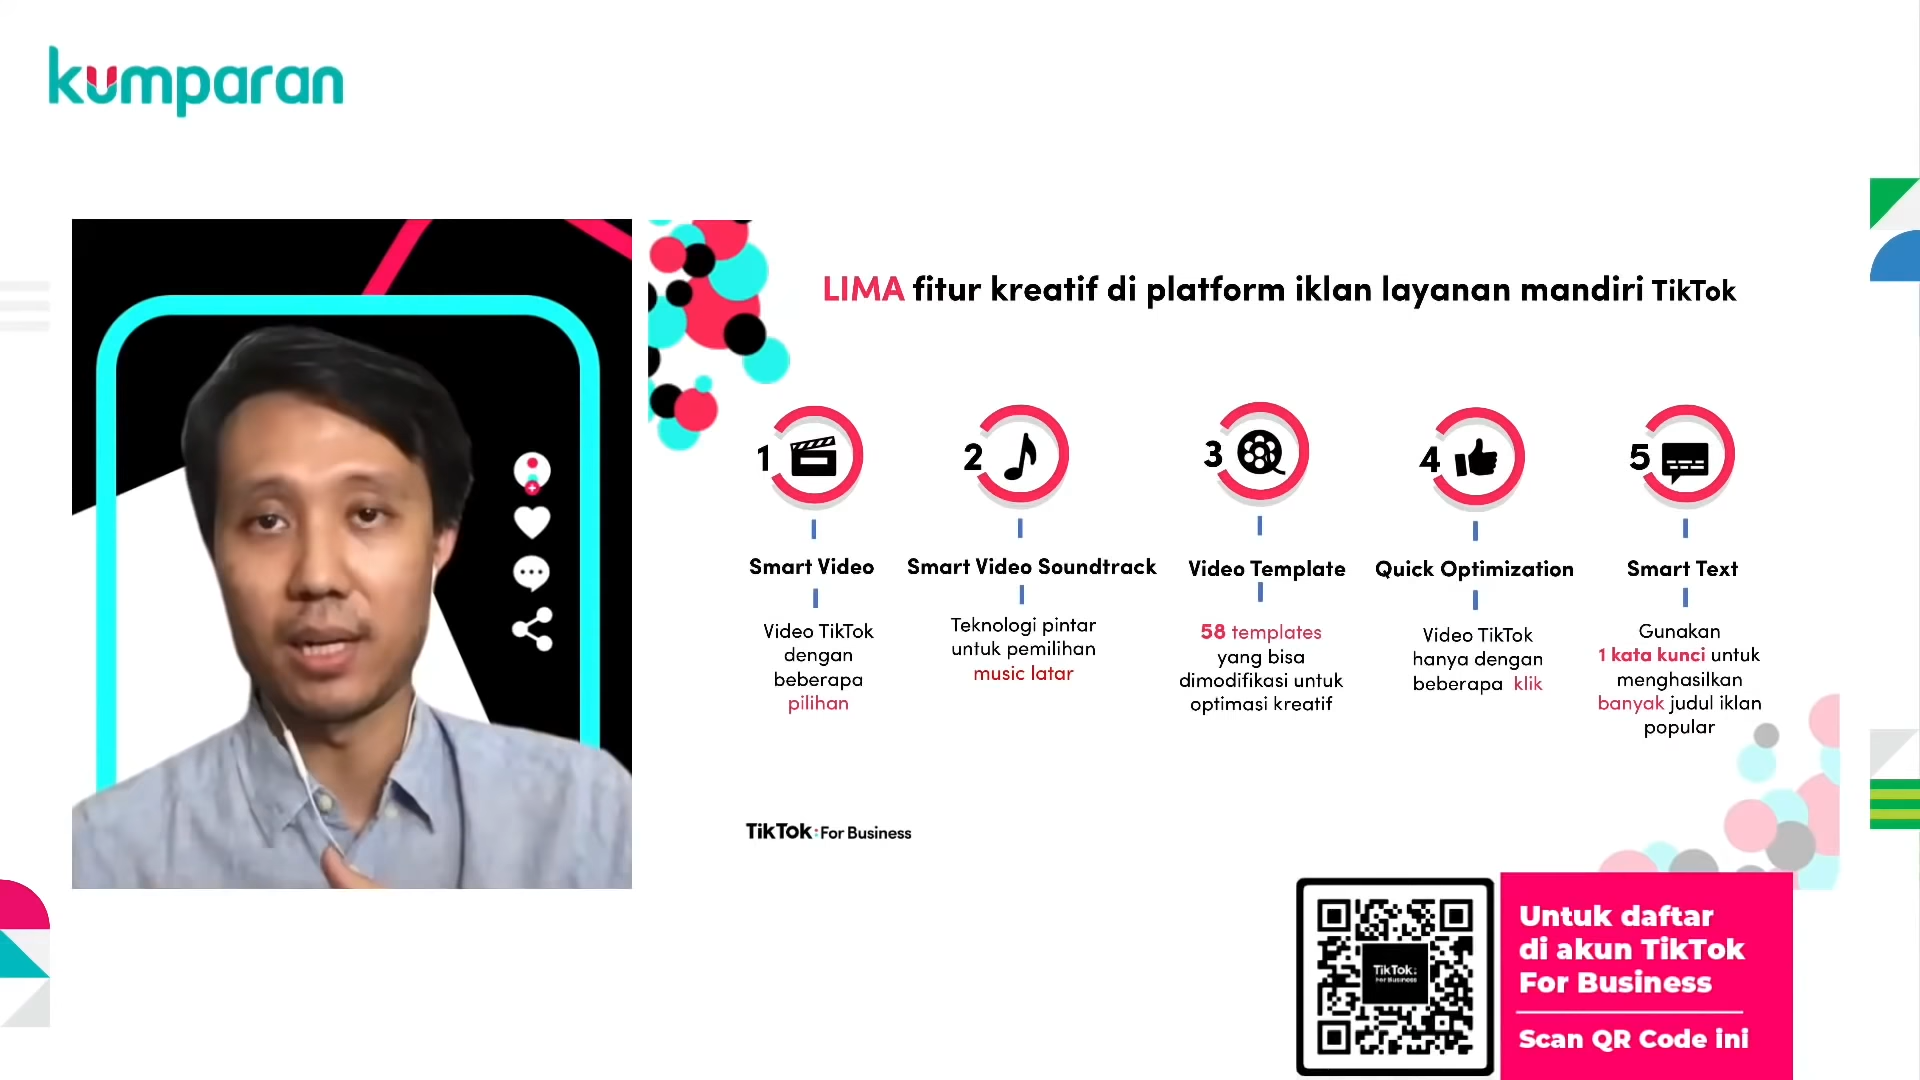 kumparan
LIMA fitur kreatif di platform iklan layanan mandiri TikTok
1
2
3
4
5
Smart Video
Smart Video Soundtrack
Video Template
Quick Optimization
Smart Text
Video TikTok
dengan
beberapa
pilihan
Teknologi pintar
untuk pemilihan
music latar
58 templates
yang bisa
dimodifikasi untuk
optimasi kreatif
Video TikTok
hanya dengan
beberapa klik
Gunakan
1 kata kunci untuk
menghasilkan
banyak judul iklan
popular
TikTok: For Business
TikTok:
For Business
Untuk daftar
di akun TikTok
For Business
Scan QR Code ini